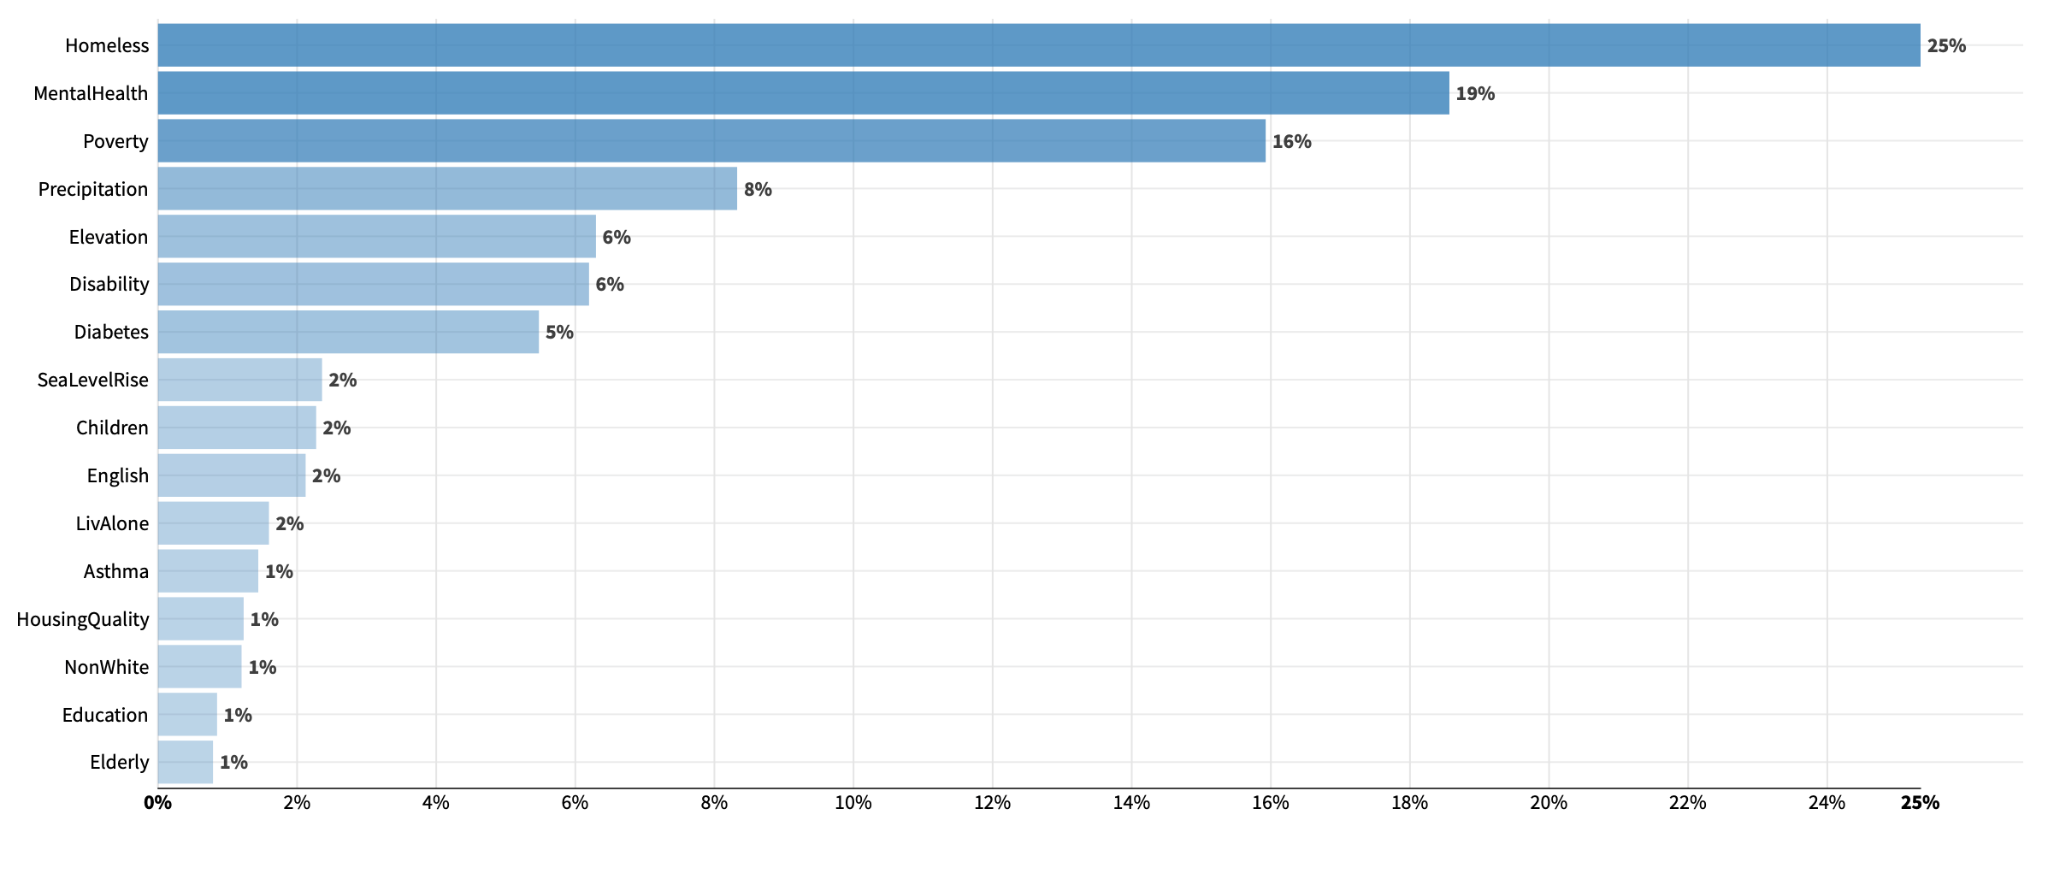 Homeless 25%
MentalHealth 19%
Poverty 16%
Precipitation 8%
Elevation 6%
Disability 6%
Diabetes 5%
SeaLevelRise 2%
Children 2%
English 2%
LivAlone 2%
Asthma 1%
HousingQuality 1%
NonWhite 1%
Education 1%
Elderly 1%
0% 2% 4% 6% 8% 10% 12% 14% 16% 18% 20% 22% 24% 25%